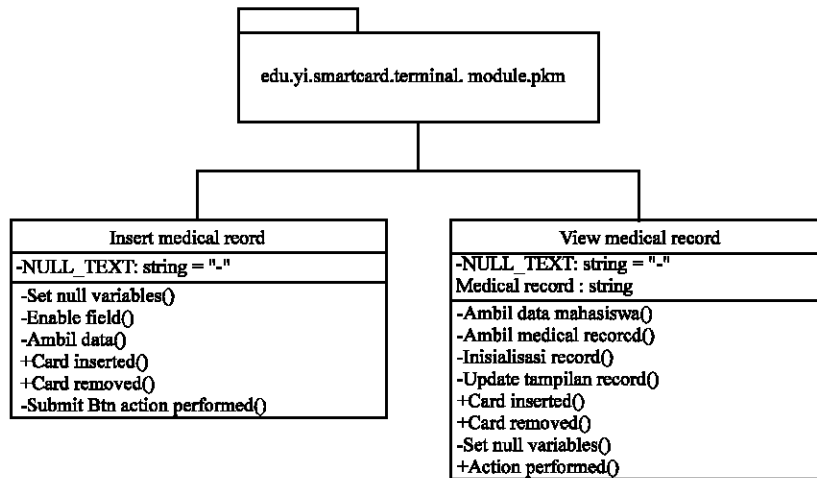 edu.yi.smartcard.terminal. module.pkm
Insert medical reord
-NULL_TEXT: string = "-"
-Set null variables()
-Enable field()
-Ambil data()
+Card inserted()
+Card removed()
-Submit Btn action performed()
View medical record
-NULL_TEXT: string = "-"
Medical record : string
-Ambil data mahasiswa()
-Ambil medical recored()
-Inisialisasi record()
-Update tampilan record()
+Card inserted()
+Card removed()
-Set null variables()
+Action performed()